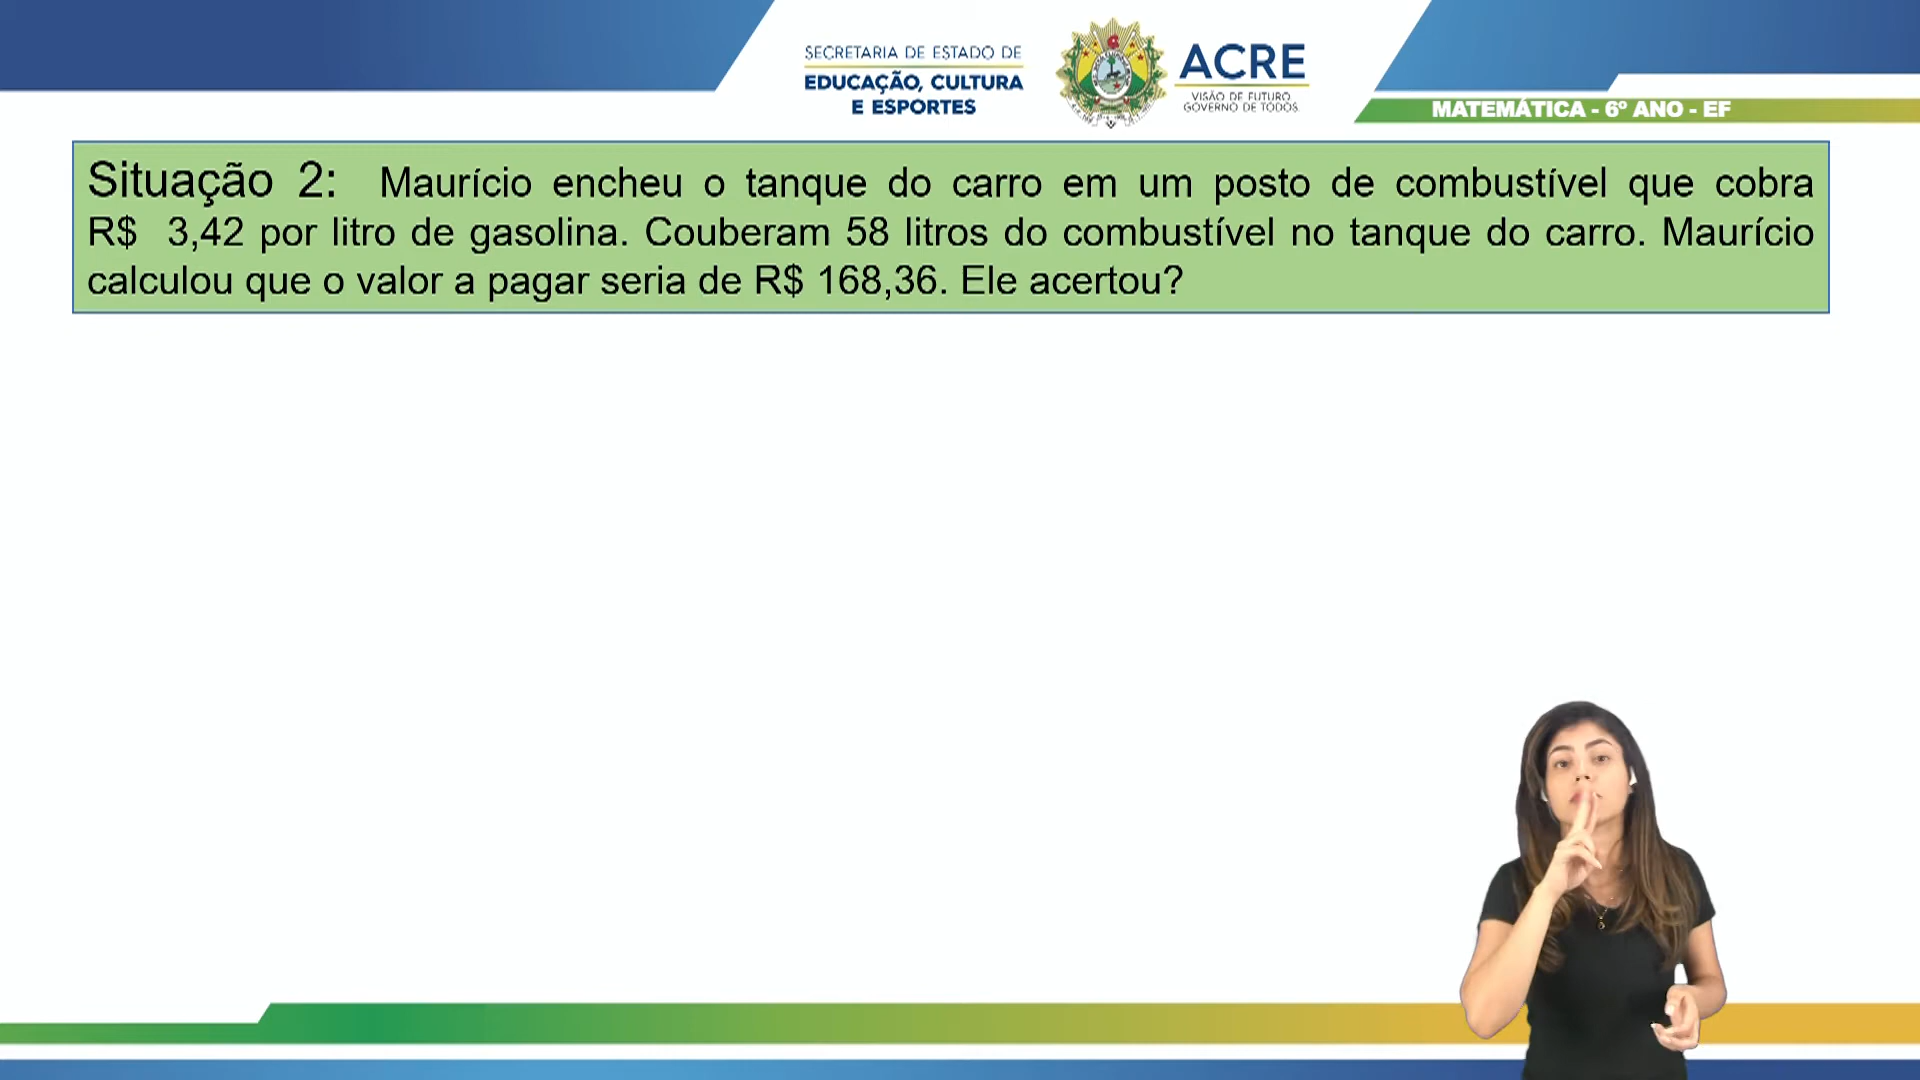 SECRETARIA DE ESTADO DE
EDUCAÇÃO, CULTURA
E ESPORTES
ACRE
VISÃO DE FUTURO
GOVERNO DE TODOS
MATEMÁTICA - 6º ANO - EF
Situação 2: Maurício encheu o tanque do carro em um posto de combustível que cobra
R$ 3,42 por litro de gasolina. Couberam 58 litros do combustível no tanque do carro. Maurício
calculou que o valor a pagar seria de R$ 168,36. Ele acertou?